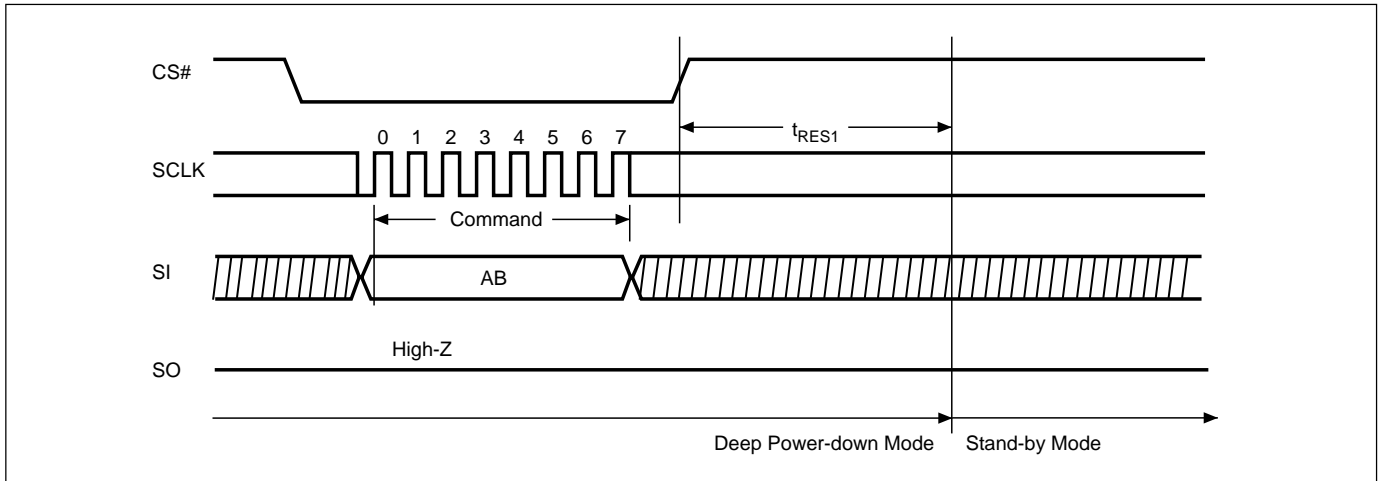 CS#
tRES1
0 1 2 3 4 5 6 7
SCLK
Command
SI
AB
High-Z
SO
Deep Power-down Mode Stand-by Mode